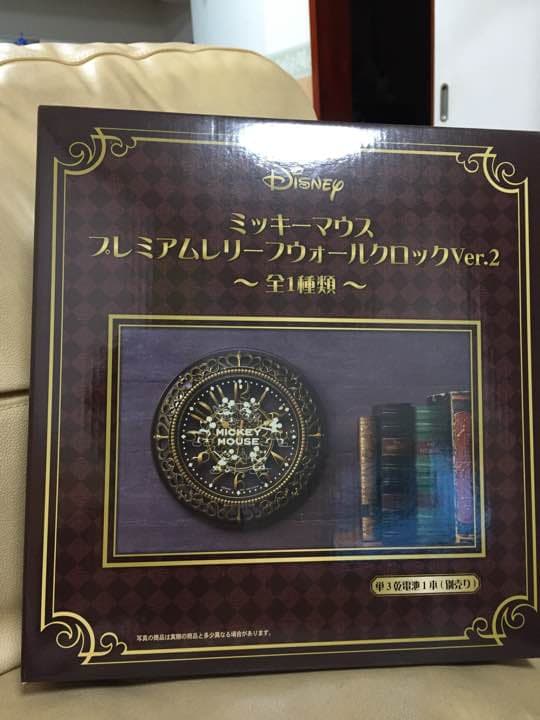 DISNEY
ミッキーマウス
プレミアムレリーフウォールクロックVer.2
～全1種類～
MICKEY
MOUSE
単3乾電池1本(別売り)
写真の商品は実際の商品と多少異なる場合があります。